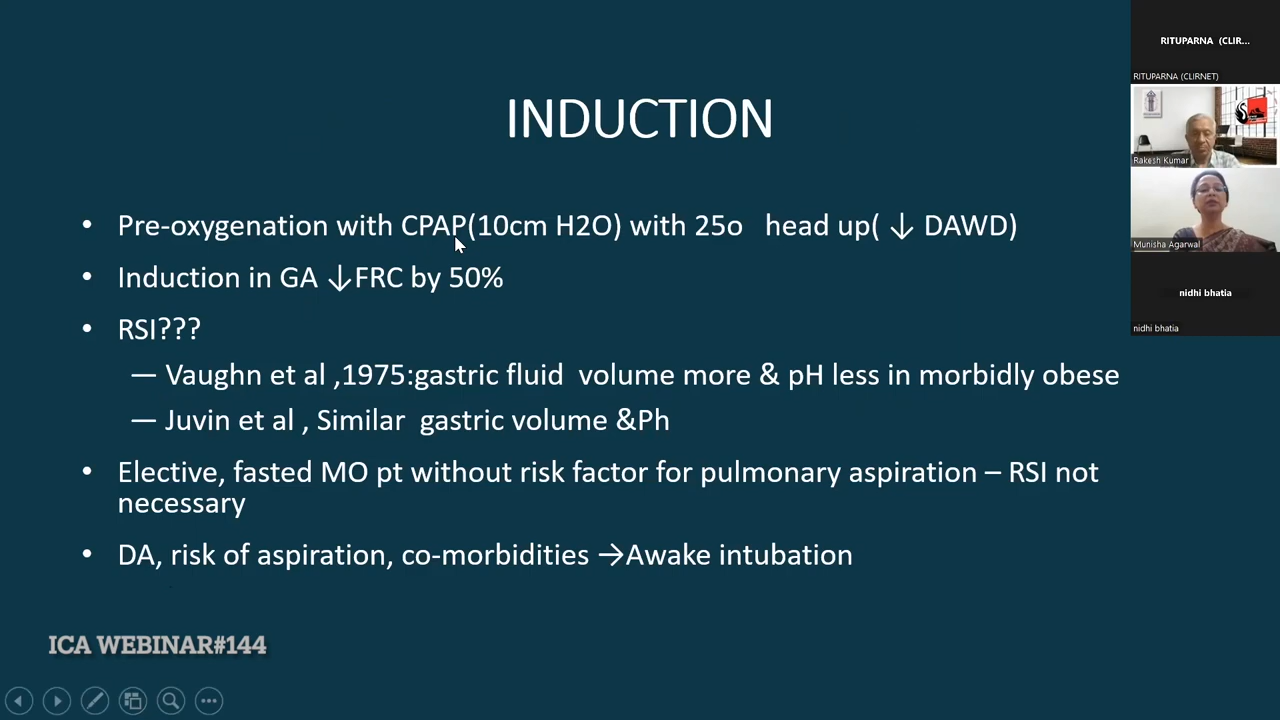 INDUCTION
• Pre-oxygenation with CPAP(10cm H2O) with 25o head up( ↓ DAWD)
• Induction in GA ↓FRC by 50%
• RSI???
— Vaughn et al ,1975:gastric fluid volume more & pH less in morbidly obese
— Juvin et al , Similar gastric volume &Ph
• Elective, fasted MO pt without risk factor for pulmonary aspiration – RSI not
necessary
• DA, risk of aspiration, co-morbidities →Awake intubation
ICA WEBINAR#144
RITUPARNA (CLIR...
RITUPARNA (CLIRNET)
Rakesh Kumar
Munisha Agarwal
nidhi bhatia
nidhi bhatia